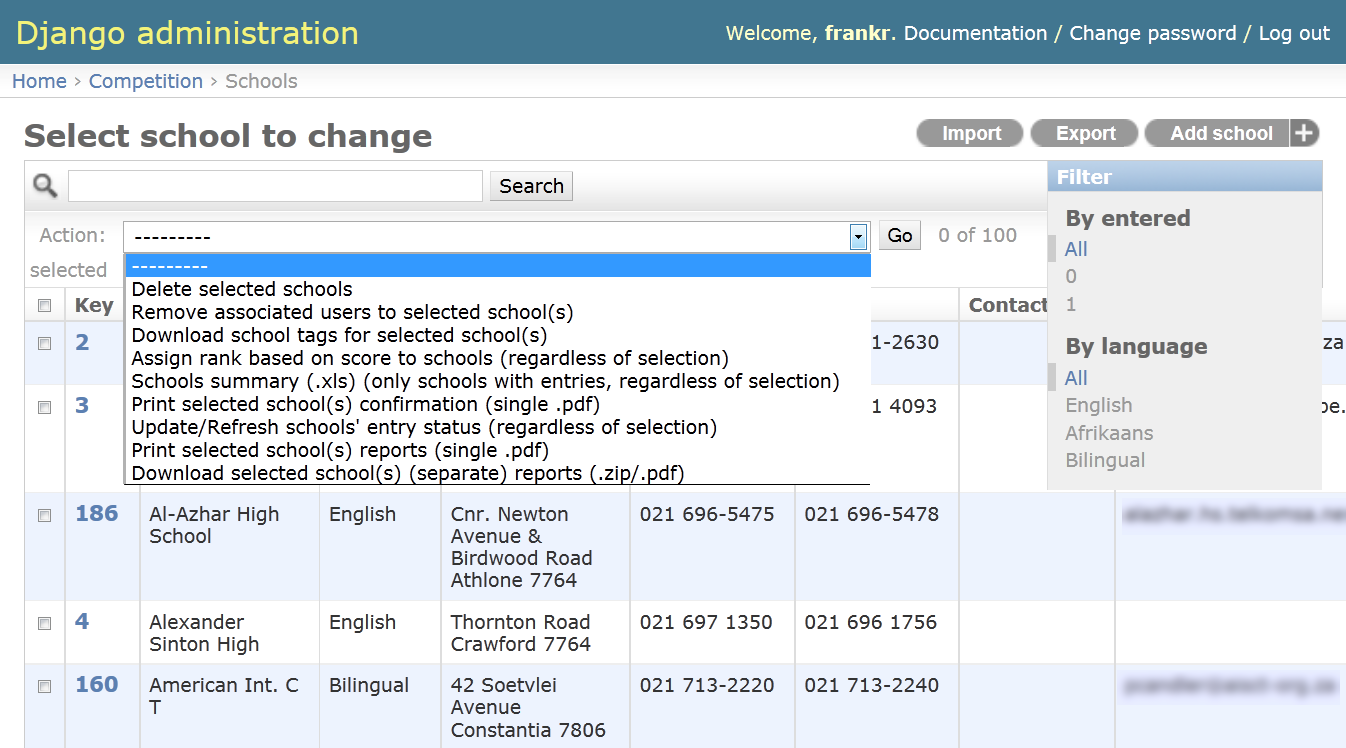 Django administration
Welcome, frankr. Documentation / Change password / Log out
Home › Competition › Schools
Select school to change
Import
Export
Add school
Search
Filter
By entered
All
0
1
By language
All
English
Afrikaans
Bilingual
Action:
---------
Go
0 of 100
selected
---------
Delete selected schools
Remove associated users to selected school(s)
Download school tags for selected school(s)
Assign rank based on score to schools (regardless of selection)
Schools summary (.xls) (only schools with entries, regardless of selection)
Print selected school(s) confirmation (single .pdf)
Update/Refresh schools' entry status (regardless of selection)
Print selected school(s) reports (single .pdf)
Download selected school(s) (separate) reports (.zip/.pdf)
Key
Contact
2
1-2630
za
3
1 4093
pe.
186
Al-Azhar High
School
English
Cnr. Newton
Avenue &
Birdwood Road
Athlone 7764
021 696-5475
021 696-5478
4
Alexander
Sinton High
English
Thornton Road
Crawford 7764
021 697 1350
021 696 1756
160
American Int. C
T
Bilingual
42 Soetvlei
Avenue
Constantia 7806
021 713-2220
021 713-2240